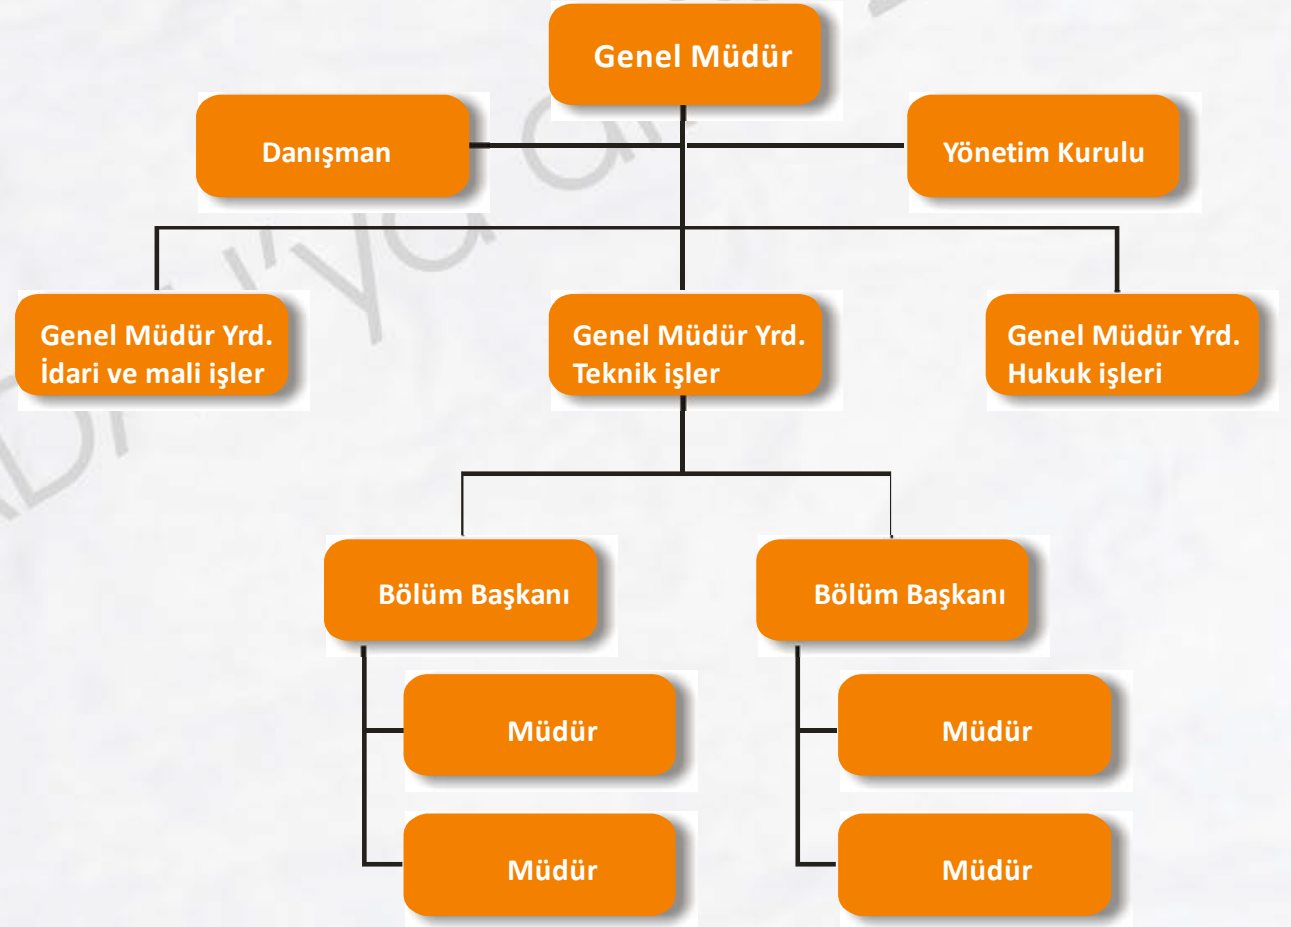 Genel Müdür
Danışman
Yönetim Kurulu
Genel Müdür Yrd.
İdari ve mali işler
Genel Müdür Yrd.
Teknik işler
Genel Müdür Yrd.
Hukuk işleri
Bölüm Başkanı
Bölüm Başkanı
Müdür
Müdür
Müdür
Müdür